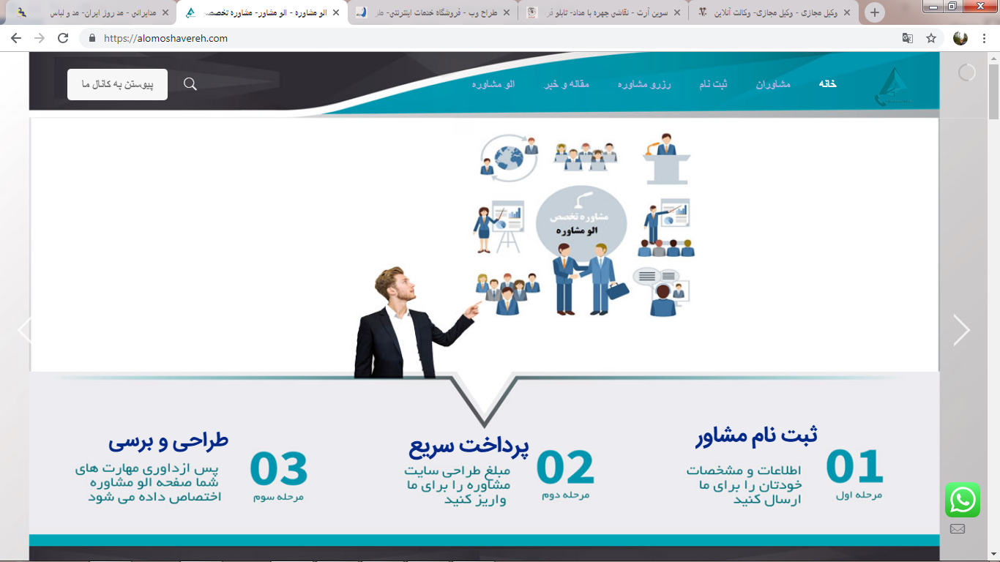 مدایرانی - مد روز ایران- مد و لباس
الو مشاوره - الو مشاور- مشاوره تخصصی
طراح وب - فروشگاه خدمات اینترنتی-
سوین آرت - نقاشی چهره با مداد- تابلو
وکیل مجازی - وکیل مجازی- وکالت آنلاین
https://alomoshavereh.com
خانه
مشاوران
ثبت نام
رزرو مشاوره
مقاله و خبر
الو مشاوره
پیوستن به کانال ما
مشاوره تخصص
الو مشاوره
ثبت نام مشاور
01
مرحله اول
اطلاعات و مشخصات
خودتان را برای ما
ارسال کنید
پرداخت سریع
02
مرحله دوم
مبلغ طراحی سایت
مشاوره را برای ما
واریز کنید
طراحی و برسی
03
مرحله سوم
پس ازداوری مهارت های
شما صفحه الو مشاوره
اختصاص داده می شود